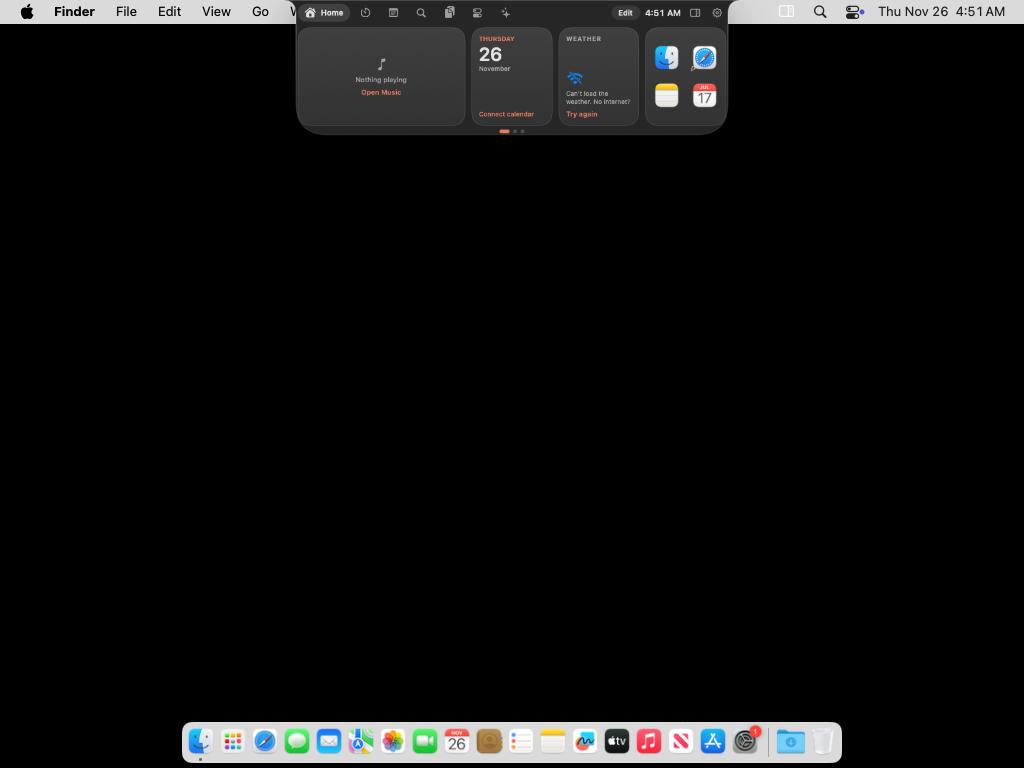 Finder File Edit View Go
Home
Edit 4:51 AM
Thu Nov 26 4:51 AM
Nothing playing
Open Music
THURSDAY
26
November
Connect calendar
WEATHER
Can't load the
weather. No internet?
Try again
JUL
17
NOV
26
tv
1